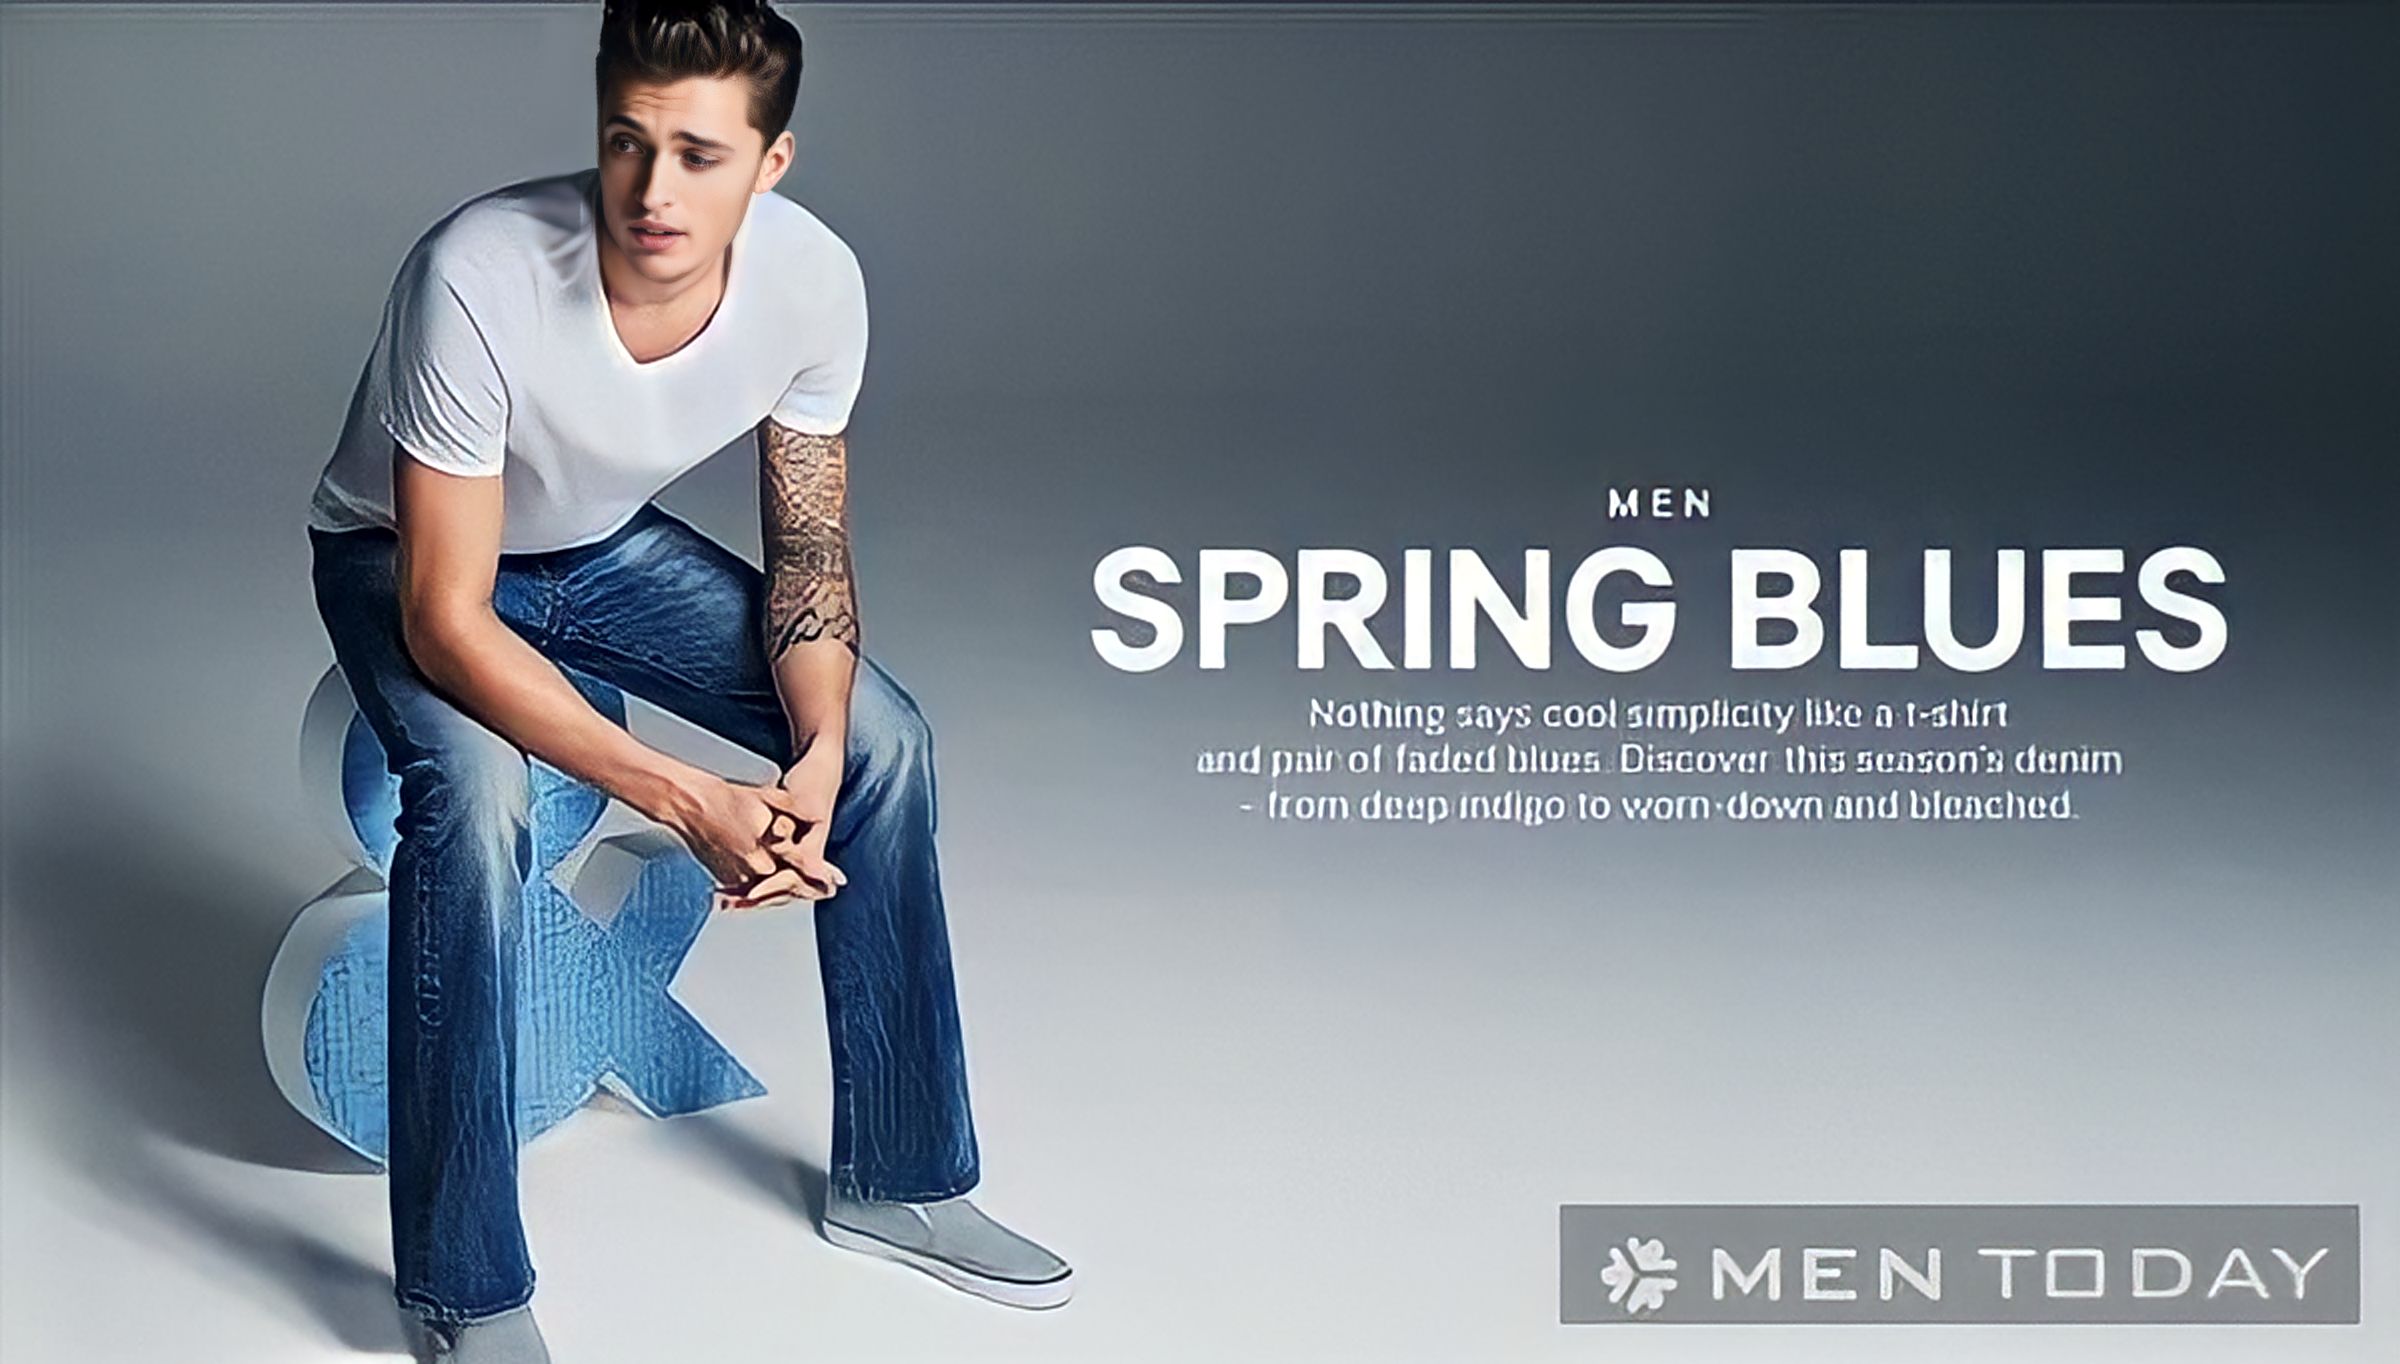 MEN
SPRING BLUES
Nothing says cool simplicity like a t-shirt
and pair of faded blues. Discover this season's denim
- from deep indigo to worn-down and bleached.
MEN TODAY